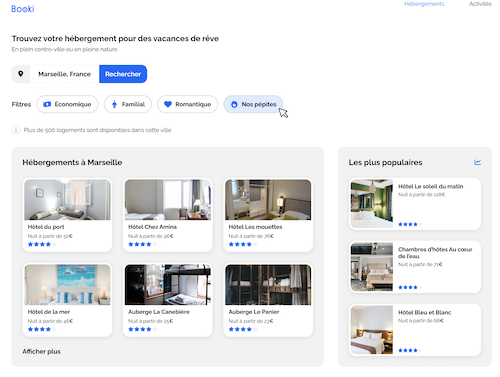 Booki
Hébergements
Activités
Trouvez votre hébergement pour des vacances de rêve
En plein centre-ville ou en pleine nature
Marseille, France
Rechercher
Filtres
Économique
Familial
Romantique
Nos pépites
Plus de 500 logements sont disponibles dans cette ville
Hébergements à Marseille
Hôtel du port
Nuit à partir de 52€
Hôtel Chez Amina
Nuit à partir de 96€
Hôtel Les mouettes
Nuit à partir de 76€
Hôtel de la mer
Nuit à partir de 46€
Auberge La Canebière
Nuit à partir de 25€
Auberge Le Panier
Nuit à partir de 23€
Afficher plus
Les plus populaires
Hôtel Le soleil du matin
Nuit à partir de 128€
Chambres d'hôtes Au cœur
de l'eau
Nuit à partir de 71€
Hôtel Bleu et Blanc
Nuit à partir de 68€